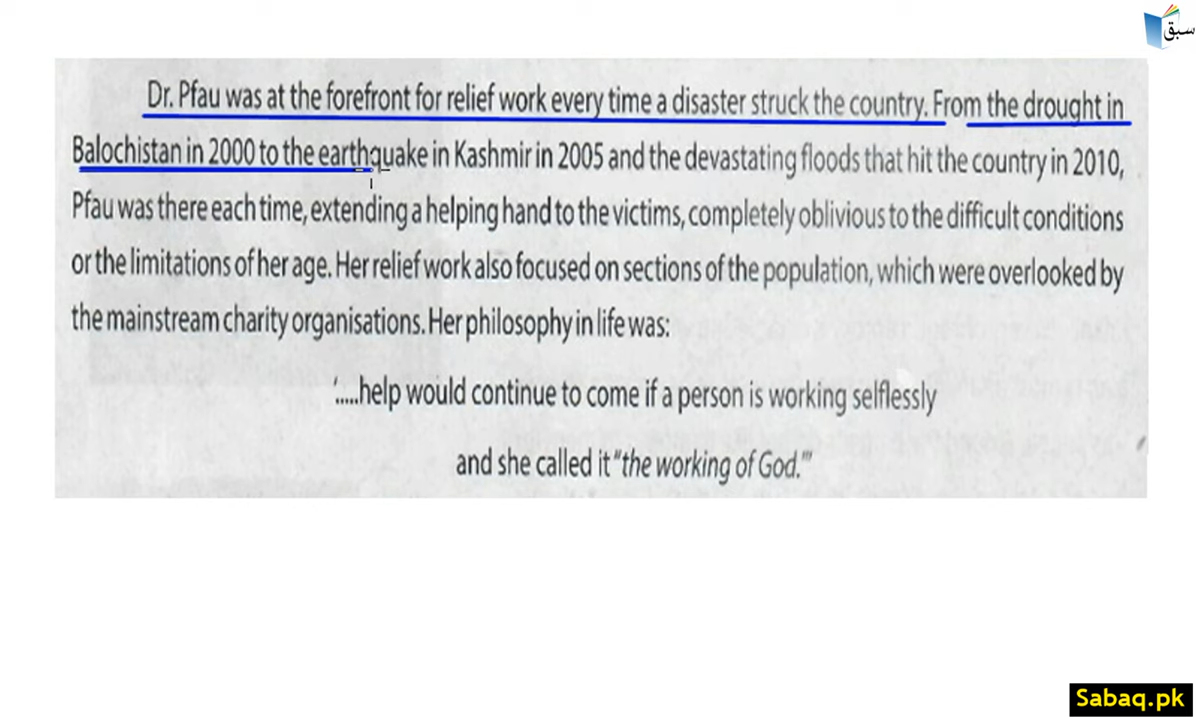 سبق
Dr. Pfau was at the forefront for relief work every time a disaster struck the country. From the drought in
Balochistan in 2000 to the earthquake in Kashmir in 2005 and the devastating floods that hit the country in 2010,
Pfau was there each time, extending a helping hand to the victims, completely oblivious to the difficult conditions
or the limitations of her age. Her relief work also focused on sections of the population, which were overlooked by
the mainstream charity organisations. Her philosophy in life was:
'.....help would continue to come if a person is working selflessly
and she called it "the working of God."'
Sabaq.pk